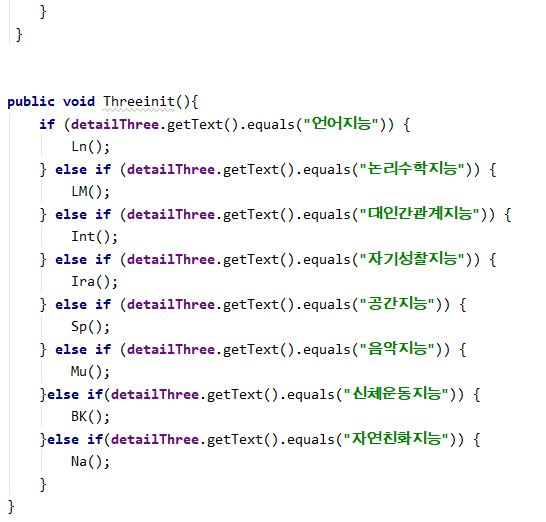 }
}
public void Threeinit(){
if (detailThree.getText().equals("언어지능")) {
Ln();
} else if (detailThree.getText().equals("논리수학지능")) {
LM();
} else if (detailThree.getText().equals("대인간관계지능")) {
Int();
} else if (detailThree.getText().equals("자기성찰지능")) {
Ira();
} else if (detailThree.getText().equals("공간지능")) {
Sp();
} else if (detailThree.getText().equals("음악지능")) {
Mu();
}else if(detailThree.getText().equals("신체운동지능")) {
BK();
}else if(detailThree.getText().equals("자연친화지능")) {
Na();
}
}